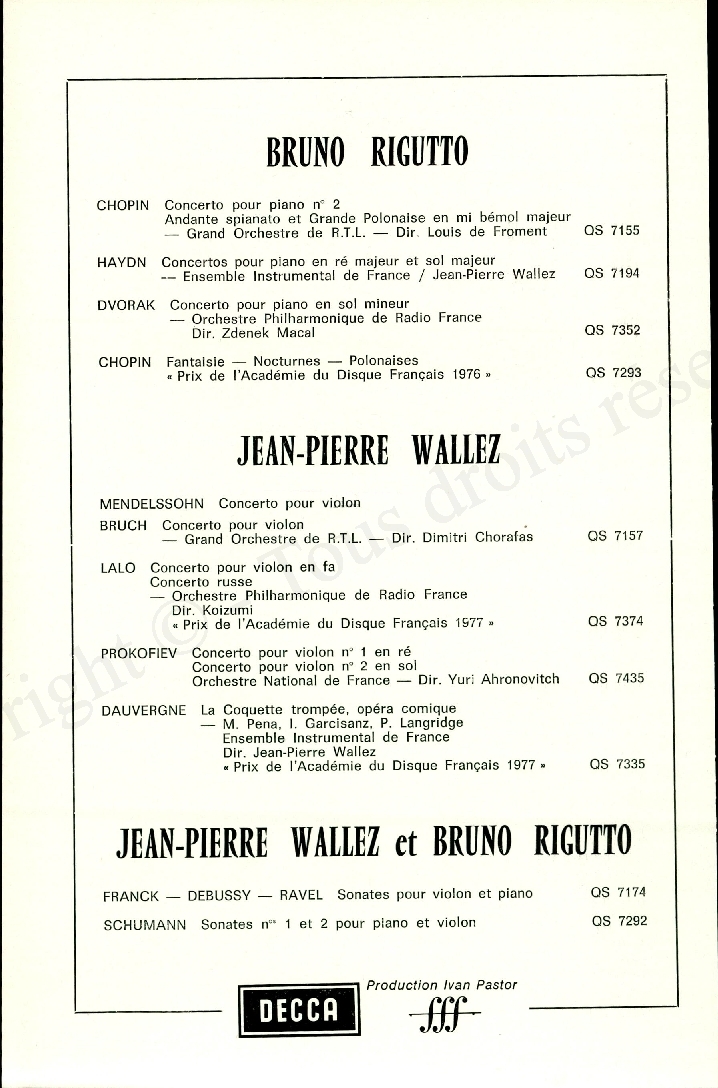 BRUNO RIGUTTO
CHOPIN Concerto pour piano n° 2
Andante spianato et Grande Polonaise en mi bémol majeur
— Grand Orchestre de R.T.L. — Dir. Louis de Froment QS 7155
HAYDN Concertos pour piano en ré majeur et sol majeur
— Ensemble Instrumental de France / Jean-Pierre Wallez QS 7194
DVORAK Concerto pour piano en sol mineur
— Orchestre Philharmonique de Radio France
Dir. Zdenek Macal QS 7352
CHOPIN Fantaisie — Nocturnes — Polonaises
« Prix de l'Académie du Disque Français 1976 » QS 7293
JEAN-PIERRE WALLEZ
MENDELSSOHN Concerto pour violon
BRUCH Concerto pour violon
— Grand Orchestre de R.T.L. — Dir. Dimitri Chorafas QS 7157
LALO Concerto pour violon en fa
Concerto russe
— Orchestre Philharmonique de Radio France
Dir. Koizumi
« Prix de l'Académie du Disque Français 1977 » QS 7374
PROKOFIEV Concerto pour violon n° 1 en ré
Concerto pour violon n° 2 en sol
Orchestre National de France — Dir. Yuri Ahronovitch QS 7435
DAUVERGNE La Coquette trompée, opéra comique
— M. Pena, I. Garcisanz, P. Langridge
Ensemble Instrumental de France
Dir. Jean-Pierre Wallez
« Prix de l'Académie du Disque Français 1977 » QS 7335
JEAN-PIERRE WALLEZ et BRUNO RIGUTTO
FRANCK — DEBUSSY — RAVEL Sonates pour violon et piano QS 7174
SCHUMANN Sonates nos 1 et 2 pour piano et violon QS 7292
Production Ivan Pastor
DECCA fff
right © Tous droits rese